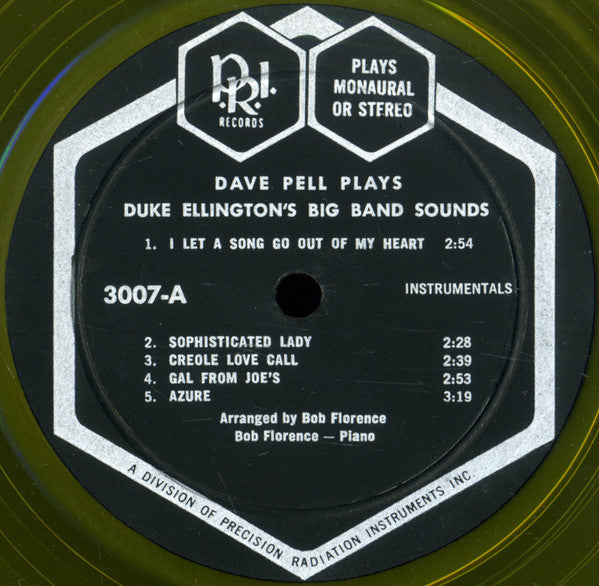 P.R.I.
RECORDS
PLAYS
MONAURAL
OR STEREO
DAVE PELL PLAYS
DUKE ELLINGTON'S BIG BAND SOUNDS
1. I LET A SONG GO OUT OF MY HEART 2:54
3007-A
INSTRUMENTALS
2. SOPHISTICATED LADY 2:28
3. CREOLE LOVE CALL 2:39
4. GAL FROM JOE'S 2:53
5. AZURE 3:19
Arranged by Bob Florence
Bob Florence — Piano
A DIVISION OF PRECISION RADIATION INSTRUMENTS INC.